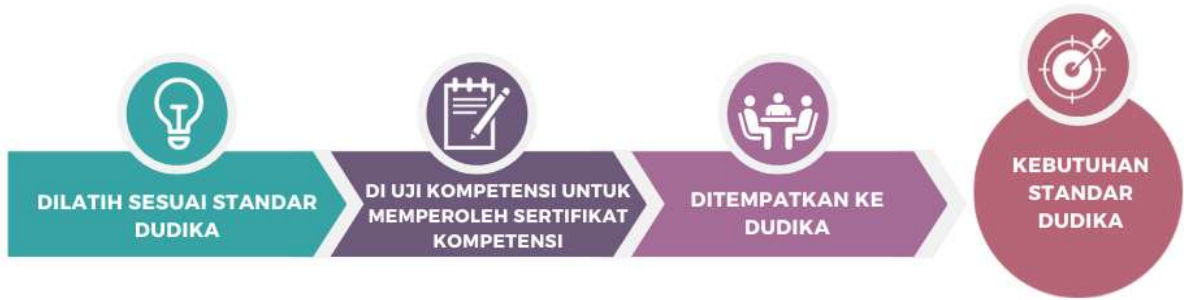 DILATIH SESUAI STANDAR
DUDIKA
DI UJI KOMPETENSI UNTUK
MEMPEROLEH SERTIFIKAT
KOMPETENSI
DITEMPATKAN KE
DUDIKA
KEBUTUHAN
STANDAR
DUDIKA